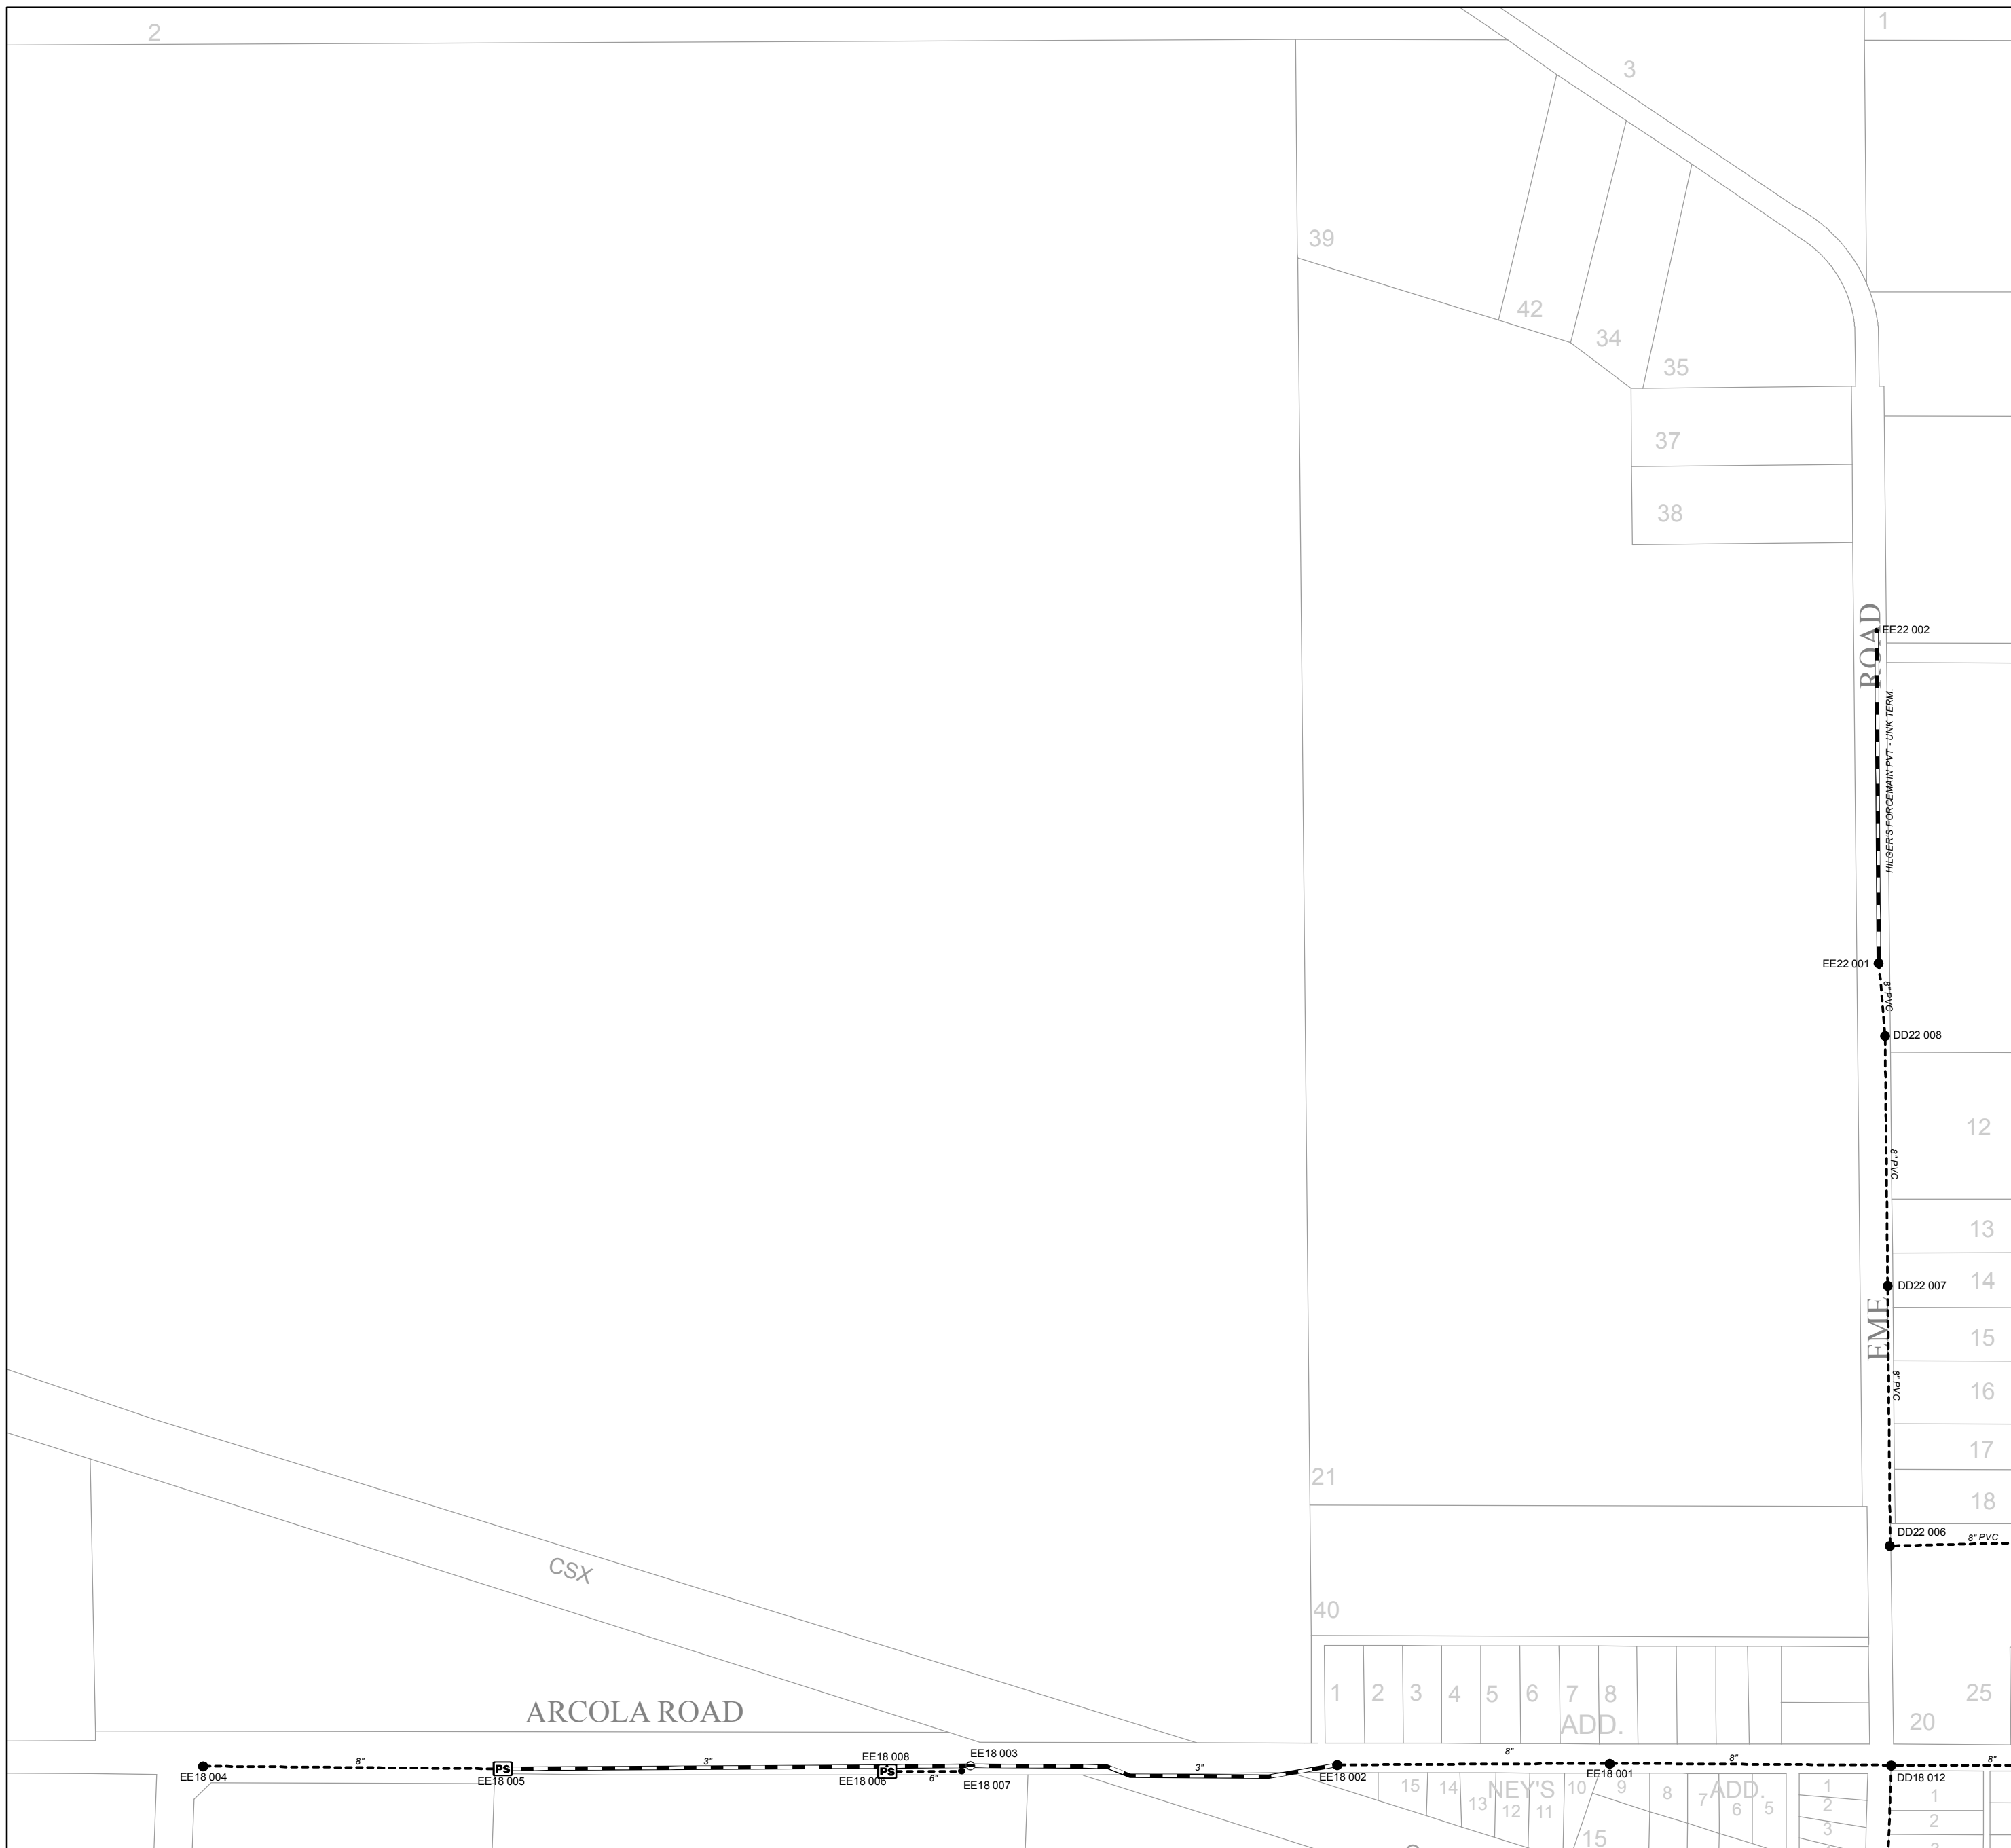 2
1
3
39
42
34
35
37
38
ROAD
EE22 002
HILGER'S FORCEMAIN PVT - UNK TERM.
EE22 001
8" PVC
DD22 008
12
8" PVC
13
14
DD22 007
15
EME
16
8" PVC
17
21
18
DD22 006
8" PVC
CSX
40
1
2
3
4
5
6
7
8
ADD.
25
20
ARCOLA ROAD
EE18 004
8"
PS
EE18 005
3"
EE18 008
EE18 006
PS
6"
EE18 003
EE18 007
3"
EE18 002
8"
EE18 001
8"
DD18 012
8"
15
14
13
NEY'S
12
11
10
9
8
7
ADD.
6
5
15
1
2
3
1
2